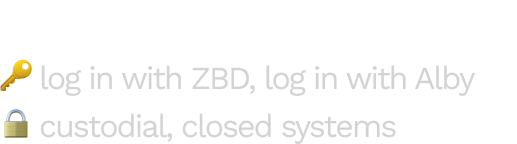 🔑 log in with ZBD, log in with Alby
🔒 custodial, closed systems